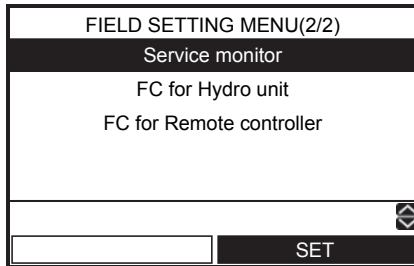 FIELD SETTING MENU(2/2)
Service monitor
FC for Hydro unit
FC for Remote controller
SET